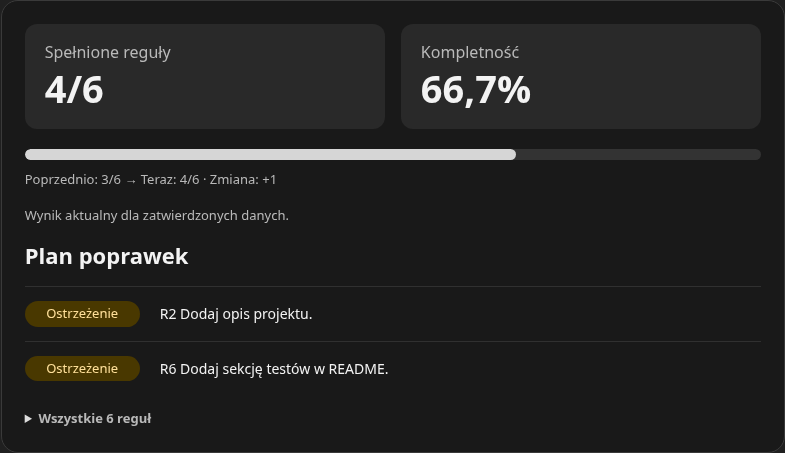 Spełnione reguły
4/6
Kompletność
66,7%
Poprzednio: 3/6 → Teraz: 4/6 · Zmiana: +1
Wynik aktualny dla zatwierdzonych danych.
Plan poprawek
Ostrzeżenie R2 Dodaj opis projektu.
Ostrzeżenie R6 Dodaj sekcję testów w README.
Wszystkie 6 reguł